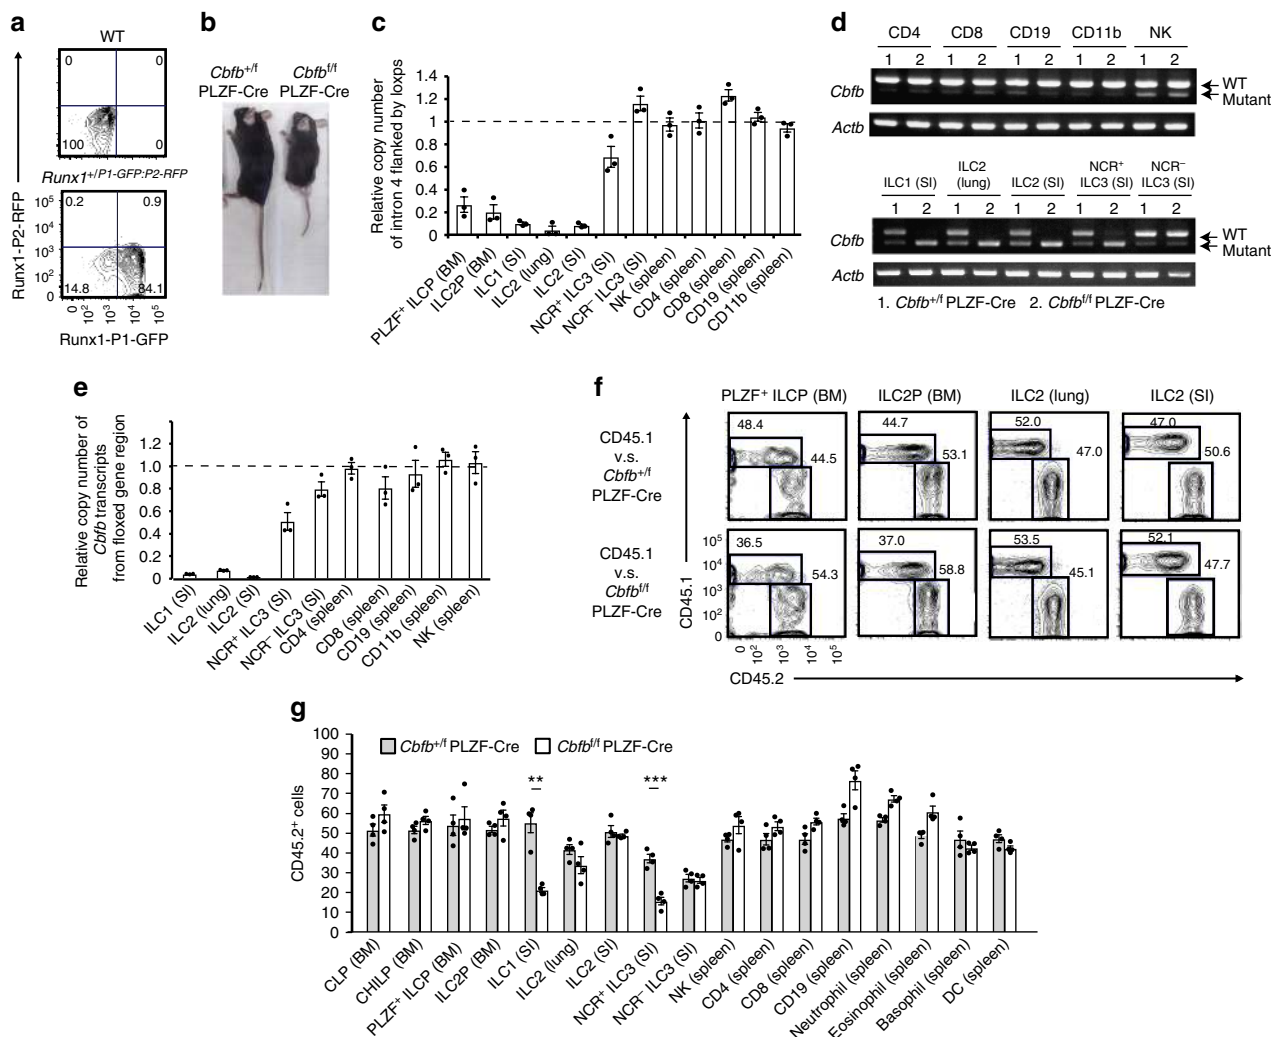 a
WT
0 0
100 0
Runx1+/P1-GFP:P2-RFP
0.2 0.9
14.8 84.1
10⁵
10⁴
10³
10²
0
0 10² 10³ 10⁴ 10⁵
Runx1-P2-RFP
Runx1-P1-GFP
b
Cbfb+/f PLZF-Cre
Cbfbf/f PLZF-Cre
c
Relative copy number
of intron 4 flanked by loxps
1.4
1.2
1
0.8
0.6
0.4
0.2
0
PLZF⁺ ILCP (BM)
ILC2P (BM)
ILC1 (SI)
ILC2 (lung)
ILC2 (SI)
NCR⁺ ILC3 (SI)
NCR⁻ ILC3 (SI)
NK (spleen)
CD4 (spleen)
CD8 (spleen)
CD19 (spleen)
CD11b (spleen)
d
CD4 CD8 CD19 CD11b NK
1 2 1 2 1 2 1 2 1 2
Cbfb
WT
Mutant
Actb
ILC1 (SI)
ILC2 (lung)
ILC2 (SI)
NCR⁺ ILC3 (SI)
NCR⁻ ILC3 (SI)
1 2 1 2 1 2 1 2 1 2
Cbfb
WT
Mutant
Actb
1. Cbfb+/f PLZF-Cre 2. Cbfbf/f PLZF-Cre
e
Relative copy number of
Cbfb transcripts
from floxed gene region
1.2
1.0
0.8
0.6
0.4
0.2
0
ILC1 (SI)
ILC2 (lung)
ILC2 (SI)
NCR⁺ ILC3 (SI)
NCR⁻ ILC3 (SI)
CD4 (spleen)
CD8 (spleen)
CD19 (spleen)
CD11b (spleen)
NK (spleen)
f
PLZF⁺ ILCP (BM) ILC2P (BM) ILC2 (lung) ILC2 (SI)
CD45.1
v.s.
Cbfb+/f
PLZF-Cre
48.4 44.5
44.7 53.1
52.0 47.0
47.0 50.6
CD45.1
v.s.
Cbfbf/f
PLZF-Cre
36.5 54.3
37.0 58.8
53.5 45.1
52.1 47.7
10⁵
10⁴
10³
10²
0
0 10² 10³ 10⁴ 10⁵
CD45.1
CD45.2
g
Cbfb+/f PLZF-Cre Cbfbf/f PLZF-Cre
CD45.2⁺ cells
100
90
80
70
60
50
40
30
20
10
0
** ***
CLP (BM)
CHILP (BM)
PLZF⁺ ILCP (BM)
ILC2P (BM)
ILC1 (SI)
ILC2 (lung)
ILC2 (SI)
NCR⁺ ILC3 (SI)
NCR⁻ ILC3 (SI)
NK (spleen)
CD4 (spleen)
CD8 (spleen)
CD19 (spleen)
Neutrophil (spleen)
Eosinophil (spleen)
Basophil (spleen)
DC (spleen)